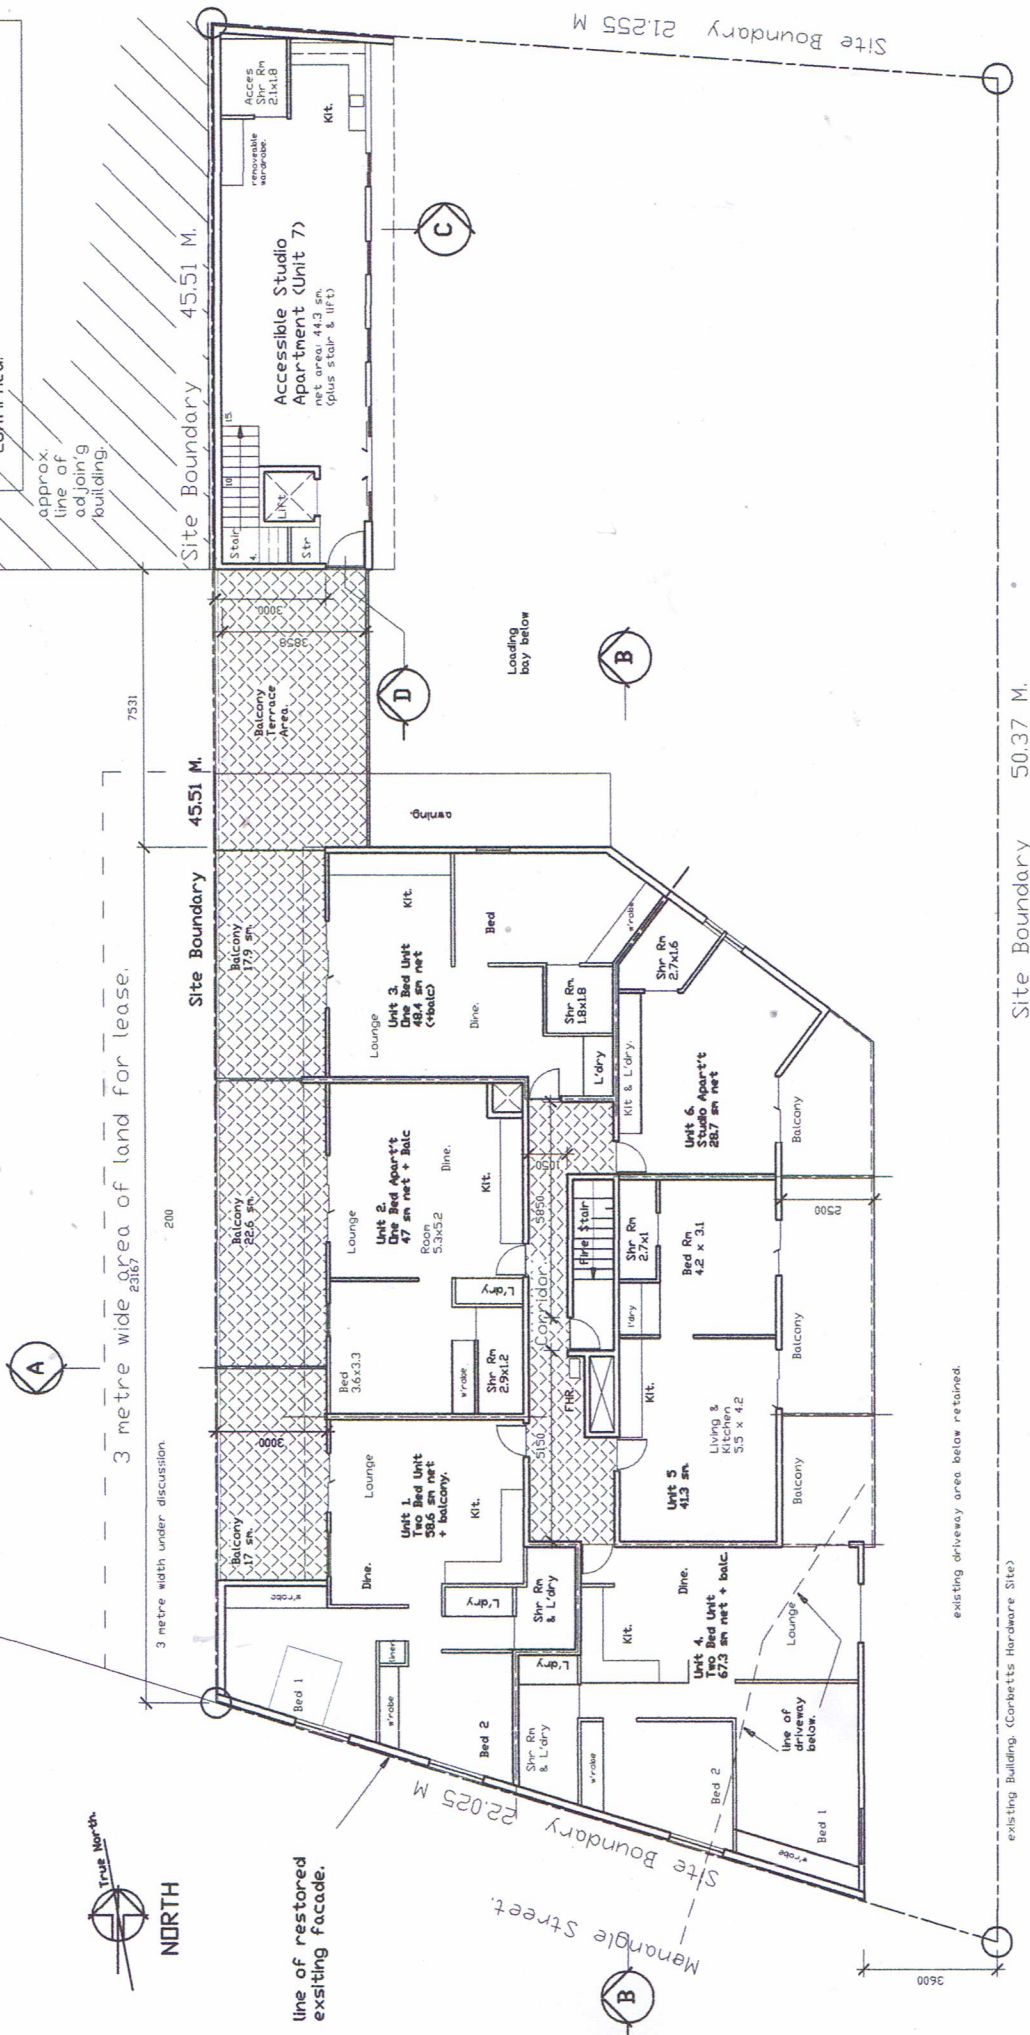 approx.
line of
adjoin'g
building.
Site Boundary 21.255 M
Site Boundary 45.51 M.
Acces
Shr Rm
2.1x1.8
removeable
wardrobe.
Kit.
Accessible Studio
Apartment (Unit 7)
net area: 44.3 sm.
(plus stair & lift)
Stair
4.
10
15.
Lift
Str
C
7531
3000
3858
Balcony
Terrace
Area.
D
Loading
bay below
B
awning.
Site Boundary 45.51 M.
3 metre wide area of land for lease.
23167
200
3 metre width under discussion.
A
Balcony
17.9 sm.
Balcony
22.6 sm.
Balcony
17 sm.
3000
Lounge
Kit.
Unit 3.
One Bed Unit
48.4 sm net
(+balc)
Dine.
Bed
w'robe
Shr Rm.
1.8x1.8
L'dry
Lounge
Unit 2.
One Bed Apart't
47 sm net + Balc
Room
5.3x5.2
Dine.
Kit.
Bed
3.6x3.3
L'dry
w'robe
Shr Rm
2.9x1.2
Lounge
Unit 1.
Two Bed Unit
58.6 sm net
+ balcony.
Kit.
Dine.
w'robe
Bed 1
linen
w'robe
L'dry
Shr Rm
& L'dry
Bed 2
Corridor
5850
1050
5150
Fire Stair
FHR.
Shr Rm
2.7x1.6
Kit & L'dry.
Unit 6.
Studio Apart't
28.7 sm net
Balcony
Shr Rm
2.7x1
l'dry
Bed Rm
4.2 x 3.1
2500
Balcony
Kit.
Living &
Kitchen
5.5 x 4.2
Unit 5
41.3 sm.
Balcony
Dine.
Kit.
Unit 4.
Two Bed Unit
67.3 sm net + balc.
Lounge
L'dry
Shr Rm
& L'dry
w'robe
Bed 2
line of
driveway
below.
Bed 1
w'robe
True North.
NORTH
line of restored
exsiting facade.
Site Boundary 22.025 M
Menangle Street.
B
3600
existing driveway area below retained.
existing Building. (Corbetts Hardware Site)
Site Boundary 50.37 M.